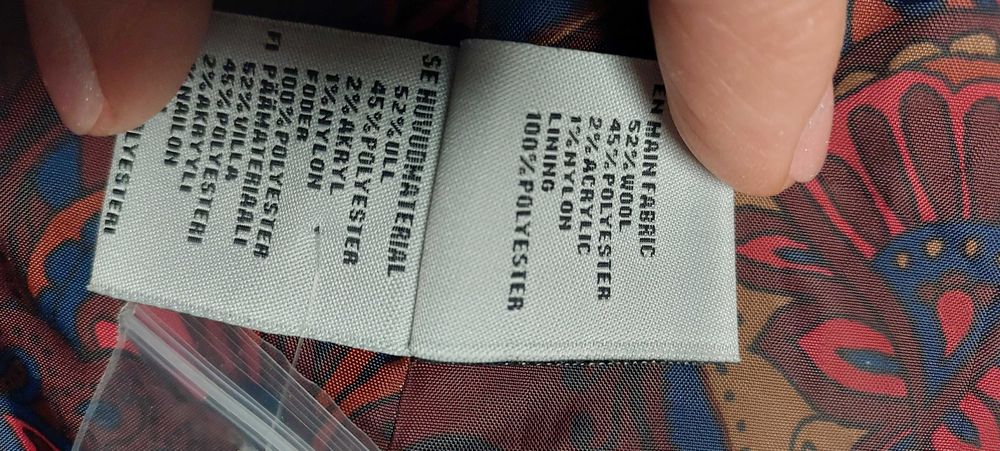 EN MAIN FABRIC
52% WOOL
45% POLYESTER
2% ACRYLIC
1% NYLON
LINING
100% POLYESTER
SE HUVUDMATERIAL
52% ULL
45% POLYESTER
2% AKRYL
1% NYLON
FODER
100% POLYESTER
FI PÄÄMATERIAALI
52% VILLA
45% POLYESTERI
2% AKRYYLI
% NAILON
LYESTERI